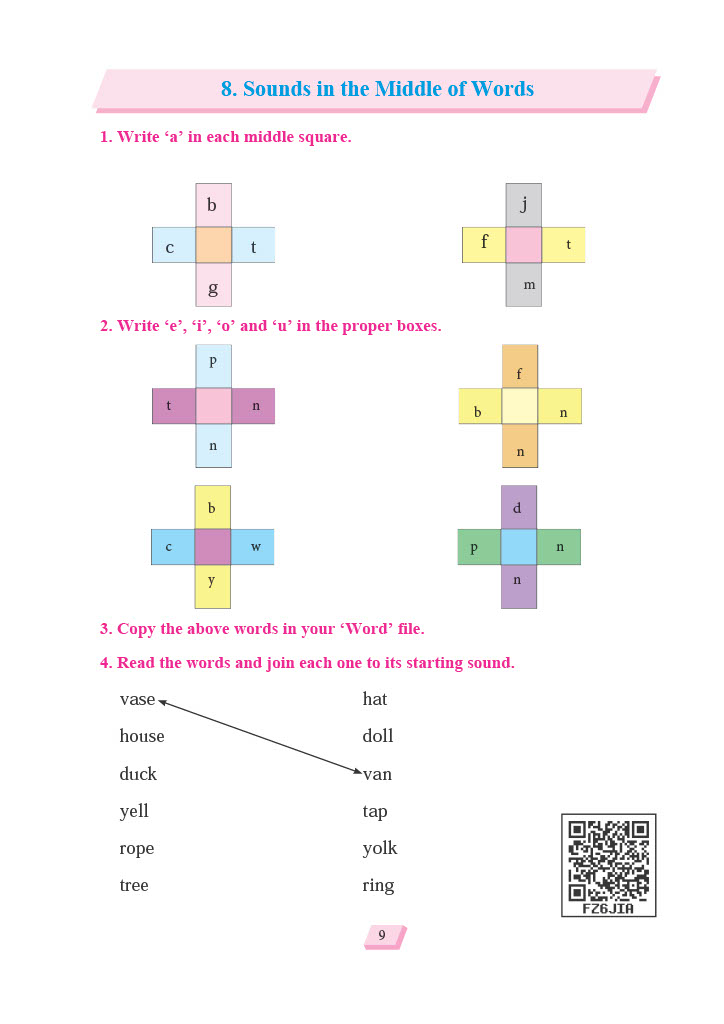 8. Sounds in the Middle of Words
1. Write ‘a’ in each middle square.
b
c t
g
j
f t
m
2. Write ‘e’, ‘i’, ‘o’ and ‘u’ in the proper boxes.
p
t n
n
f
b n
n
b
c w
y
d
p n
n
3. Copy the above words in your ‘Word’ file.
4. Read the words and join each one to its starting sound.
vase hat
house doll
duck van
yell tap
rope yolk
tree ring
FZ6JIA
9